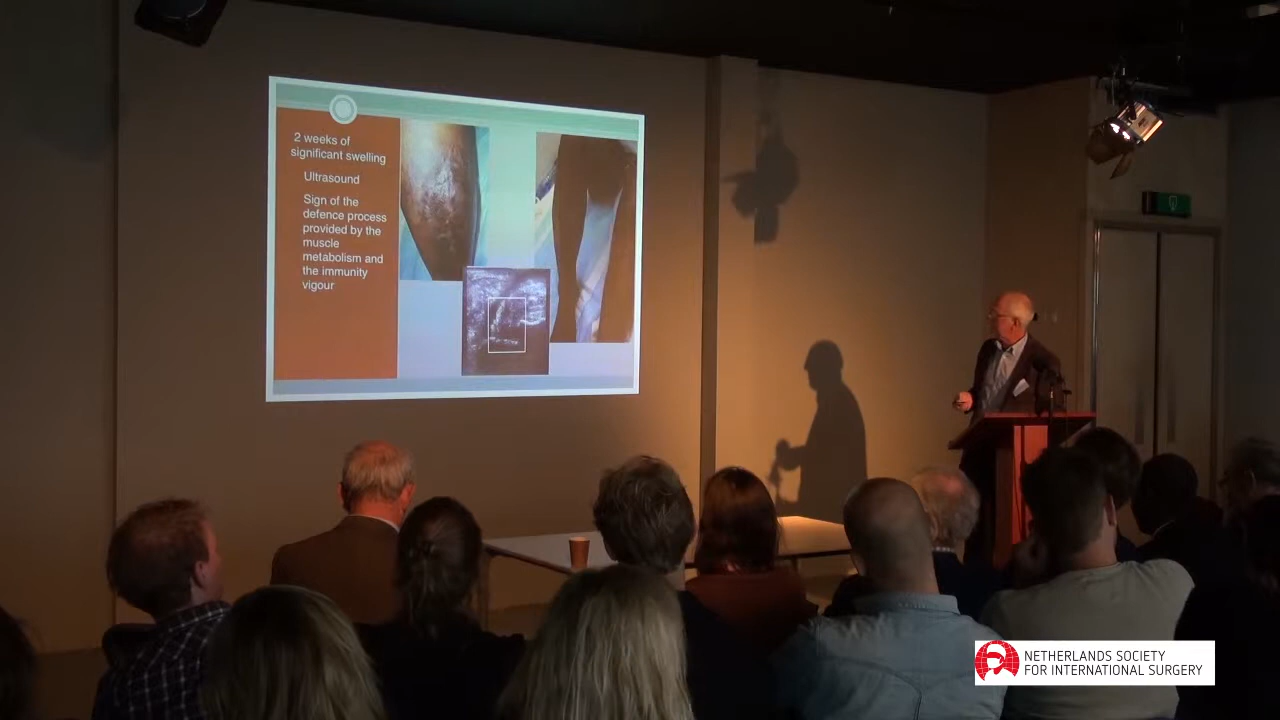 2 weeks of
significant swelling
Ultrasound
Sign of the
defence process
provided by the
muscle
metabolism and
the immunity
vigour
NETHERLANDS SOCIETY
FOR INTERNATIONAL SURGERY